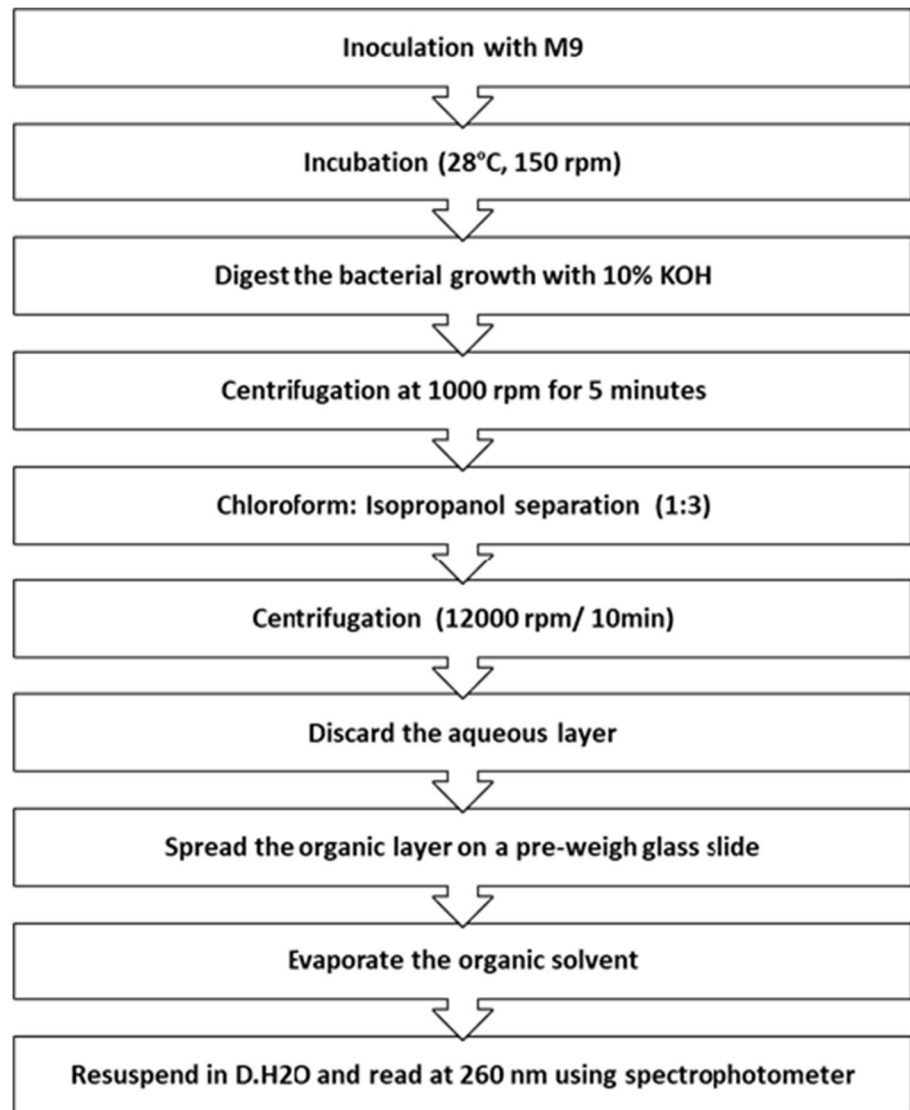 Inoculation with M9
Incubation (28°C, 150 rpm)
Digest the bacterial growth with 10% KOH
Centrifugation at 1000 rpm for 5 minutes
Chloroform: Isopropanol separation (1:3)
Centrifugation (12000 rpm/ 10min)
Discard the aqueous layer
Spread the organic layer on a pre-weigh glass slide
Evaporate the organic solvent
Resuspend in D.H2O and read at 260 nm using spectrophotometer